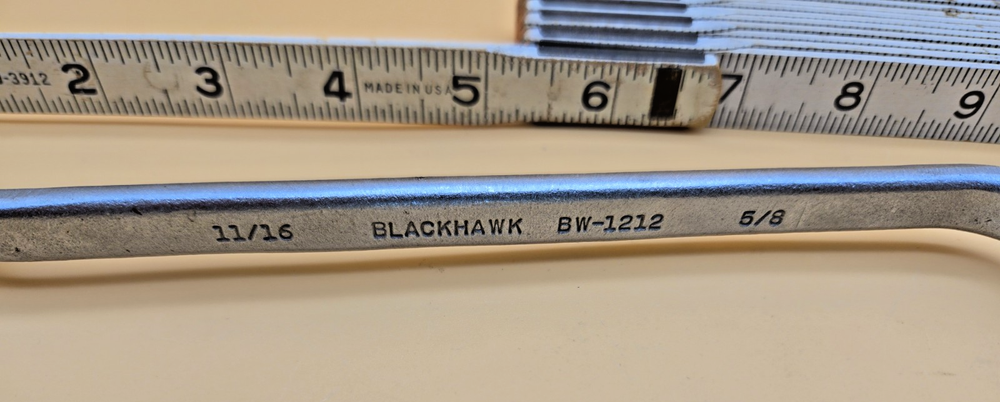 -3912 2 3 4 MADE IN USA 5 6 7 8 9
11/16 BLACKHAWK BW-1212 5/8